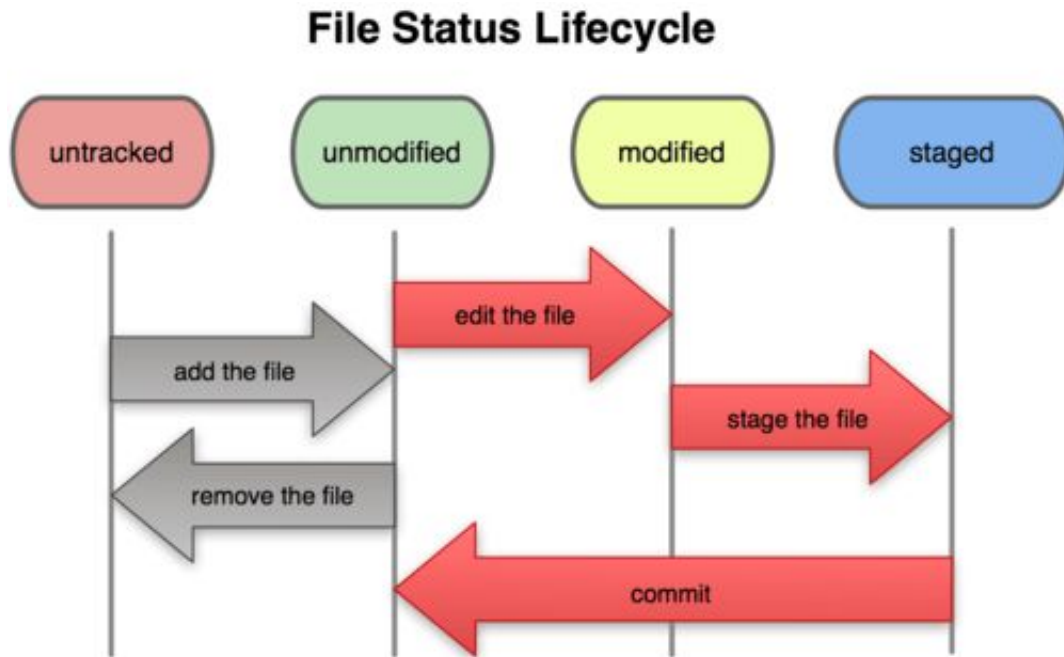 File Status Lifecycle
untracked
unmodified
modified
staged
edit the file
add the file
stage the file
remove the file
commit